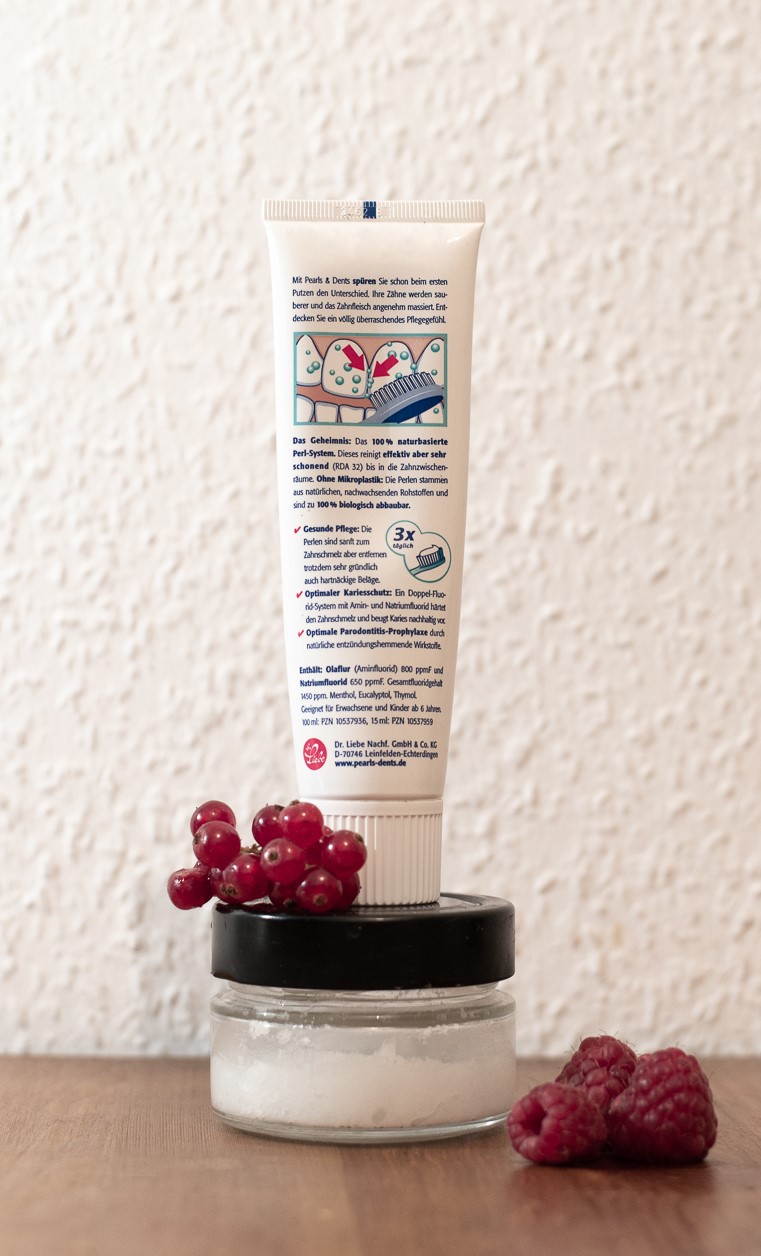 Mit Pearls & Dents spüren Sie schon beim ersten
Putzen den Unterschied. Ihre Zähne werden sau-
berer und das Zahnfleisch angenehm massiert. Ent-
decken Sie ein völlig überraschendes Pflegegefühl.
Das Geheimnis: Das 100 % naturbasierte
Perl-System. Dieses reinigt effektiv aber sehr
schonend (RDA 32) bis in die Zahnzwischen-
räume. Ohne Mikroplastik: Die Perlen stammen
aus natürlichen, nachwachsenden Rohstoffen und
sind zu 100 % biologisch abbaubar.
✔ Gesunde Pflege: Die
Perlen sind sanft zum
Zahnschmelz aber entfernen
trotzdem sehr gründlich
auch hartnäckige Beläge.
3x
täglich
✔ Optimaler Kariesschutz: Ein Doppel-Fluo-
rid-System mit Amin- und Natriumfluorid härtet
den Zahnschmelz und beugt Karies nachhaltig vor.
✔ Optimale Parodontitis-Prophylaxe durch
natürliche entzündungshemmende Wirkstoffe.
Enthält: Olaflur (Aminfluorid) 800 ppmF und
Natriumfluorid 650 ppmF. Gesamtfluoridgehalt
1450 ppm. Menthol, Eucalyptol, Thymol.
Geeignet für Erwachsene und Kinder ab 6 Jahren.
100 ml: PZN 10537936, 15 ml: PZN 10537959
Dr. Liebe
Dr. Liebe Nachf. GmbH & Co. KG
D-70746 Leinfelden-Echterdingen
www.pearls-dents.de